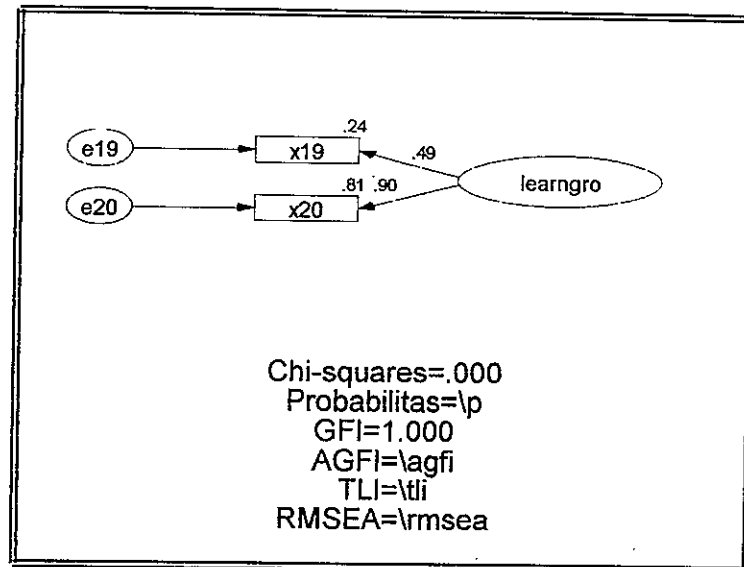 .24
e19 x19 .49
learngro
.81 .90
e20 x20
Chi-squares=.000
Probabilitas=\p
GFI=1.000
AGFI=\agfi
TLI=\tli
RMSEA=\rmsea